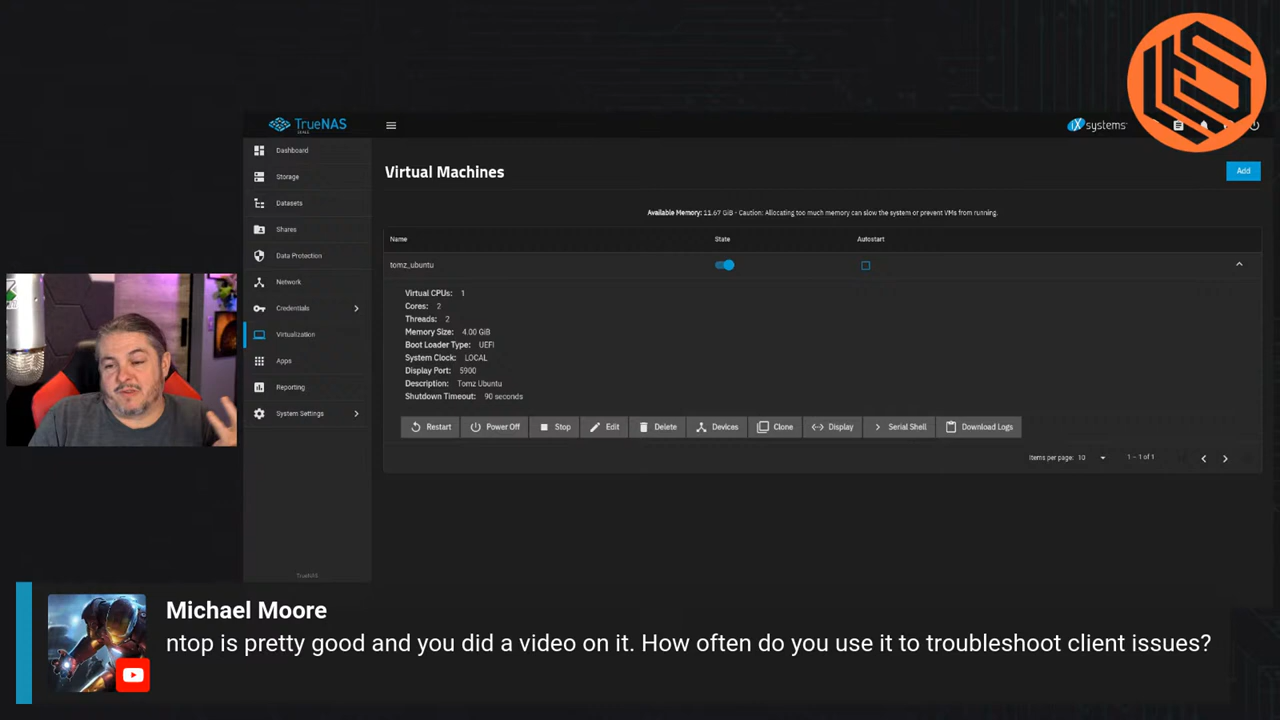 TrueNAS
iXsystems
Dashboard
Storage
Datasets
Shares
Data Protection
Network
Credentials
Virtualization
Apps
Reporting
System Settings
TrueNAS
Virtual Machines
Add
Available Memory: 11.67 GiB - Caution: Allocating too much memory can slow the system or prevent VMs from running.
Name State Autostart
tomz_ubuntu
Virtual CPUs: 1
Cores: 2
Threads: 2
Memory Size: 4.00 GiB
Boot Loader Type: UEFI
System Clock: LOCAL
Display Port: 5900
Description: Tomz Ubuntu
Shutdown Timeout: 90 seconds
Restart Power Off Stop Edit Delete Devices Clone Display Serial Shell Download Logs
Items per page: 10 1 – 1 of 1
Michael Moore
ntop is pretty good and you did a video on it. How often do you use it to troubleshoot client issues?